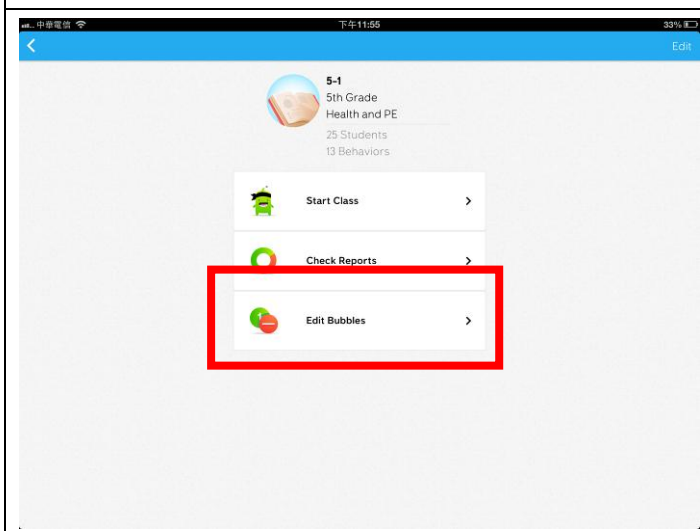 中華電信
下午11:55
33%
Edit
5-1
5th Grade
Health and PE
25 Students
13 Behaviors
Start Class
Check Reports
Edit Bubbles